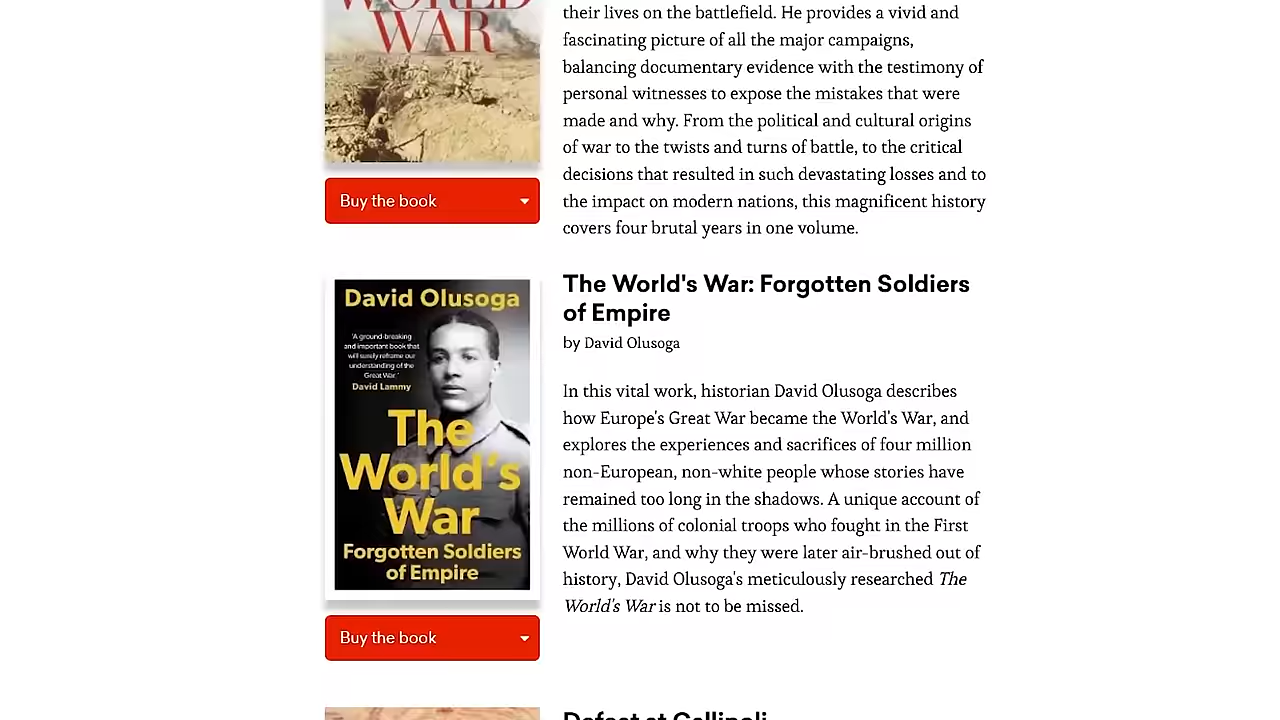 WORLD
WAR
their lives on the battlefield. He provides a vivid and
fascinating picture of all the major campaigns,
balancing documentary evidence with the testimony of
personal witnesses to expose the mistakes that were
made and why. From the political and cultural origins
of war to the twists and turns of battle, to the critical
decisions that resulted in such devastating losses and to
the impact on modern nations, this magnificent history
covers four brutal years in one volume.
Buy the book
The World's War: Forgotten Soldiers
of Empire
by David Olusoga
In this vital work, historian David Olusoga describes
how Europe's Great War became the World's War, and
explores the experiences and sacrifices of four million
non-European, non-white people whose stories have
remained too long in the shadows. A unique account of
the millions of colonial troops who fought in the First
World War, and why they were later air-brushed out of
history, David Olusoga's meticulously researched The
World's War is not to be missed.
David Olusoga
'A ground-breaking
and important book that
will surely reframe our
understanding of the
Great War.'
David Lammy
The
World's
War
Forgotten Soldiers
of Empire
Buy the book
Defeat at Gallipoli